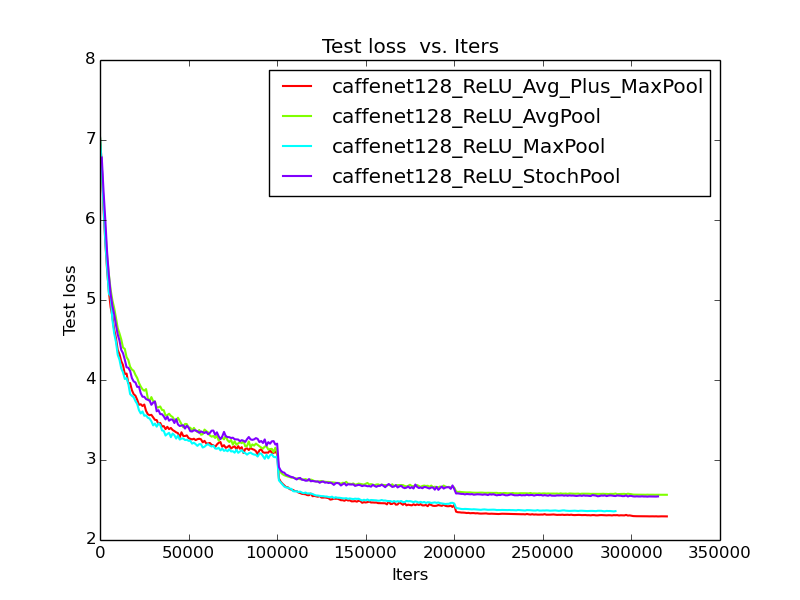 Test loss  vs. Iters
8
7
6
5
4
3
2
Test loss
caffenet128_ReLU_Avg_Plus_MaxPool
caffenet128_ReLU_AvgPool
caffenet128_ReLU_MaxPool
caffenet128_ReLU_StochPool
0 50000 100000 150000 200000 250000 300000 350000
Iters